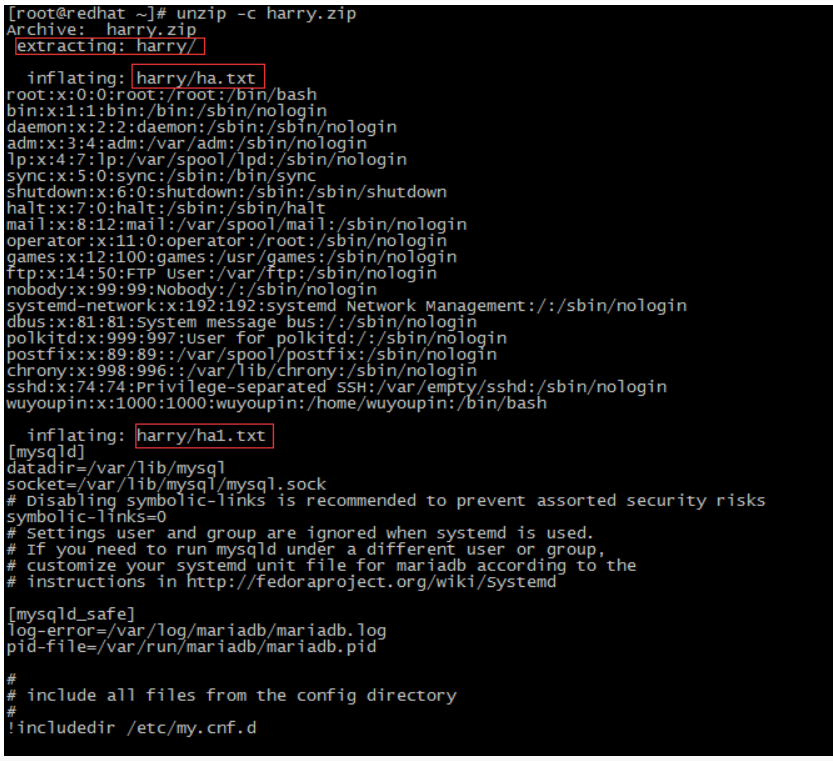 [root@redhat ~]# unzip -c harry.zip
Archive:  harry.zip
 extracting: harry/

  inflating: harry/ha.txt
root:x:0:0:root:/root:/bin/bash
bin:x:1:1:bin:/bin:/sbin/nologin
daemon:x:2:2:daemon:/sbin:/sbin/nologin
adm:x:3:4:adm:/var/adm:/sbin/nologin
lp:x:4:7:lp:/var/spool/lpd:/sbin/nologin
sync:x:5:0:sync:/sbin:/bin/sync
shutdown:x:6:0:shutdown:/sbin:/sbin/shutdown
halt:x:7:0:halt:/sbin:/sbin/halt
mail:x:8:12:mail:/var/spool/mail:/sbin/nologin
operator:x:11:0:operator:/root:/sbin/nologin
games:x:12:100:games:/usr/games:/sbin/nologin
ftp:x:14:50:FTP User:/var/ftp:/sbin/nologin
nobody:x:99:99:Nobody:/:/sbin/nologin
systemd-network:x:192:192:systemd Network Management:/:/sbin/nologin
dbus:x:81:81:System message bus:/:/sbin/nologin
polkitd:x:999:997:User for polkitd:/:/sbin/nologin
postfix:x:89:89::/var/spool/postfix:/sbin/nologin
chrony:x:998:996::/var/lib/chrony:/sbin/nologin
sshd:x:74:74:Privilege-separated SSH:/var/empty/sshd:/sbin/nologin
wuyoupin:x:1000:1000:wuyoupin:/home/wuyoupin:/bin/bash

  inflating: harry/ha1.txt
[mysqld]
datadir=/var/lib/mysql
socket=/var/lib/mysql/mysql.sock
# Disabling symbolic-links is recommended to prevent assorted security risks
symbolic-links=0
# Settings user and group are ignored when systemd is used.
# If you need to run mysqld under a different user or group,
# customize your systemd unit file for mariadb according to the
# instructions in http://fedoraproject.org/wiki/Systemd

[mysqld_safe]
log-error=/var/log/mariadb/mariadb.log
pid-file=/var/run/mariadb/mariadb.pid

#
# include all files from the config directory
#
!includedir /etc/my.cnf.d